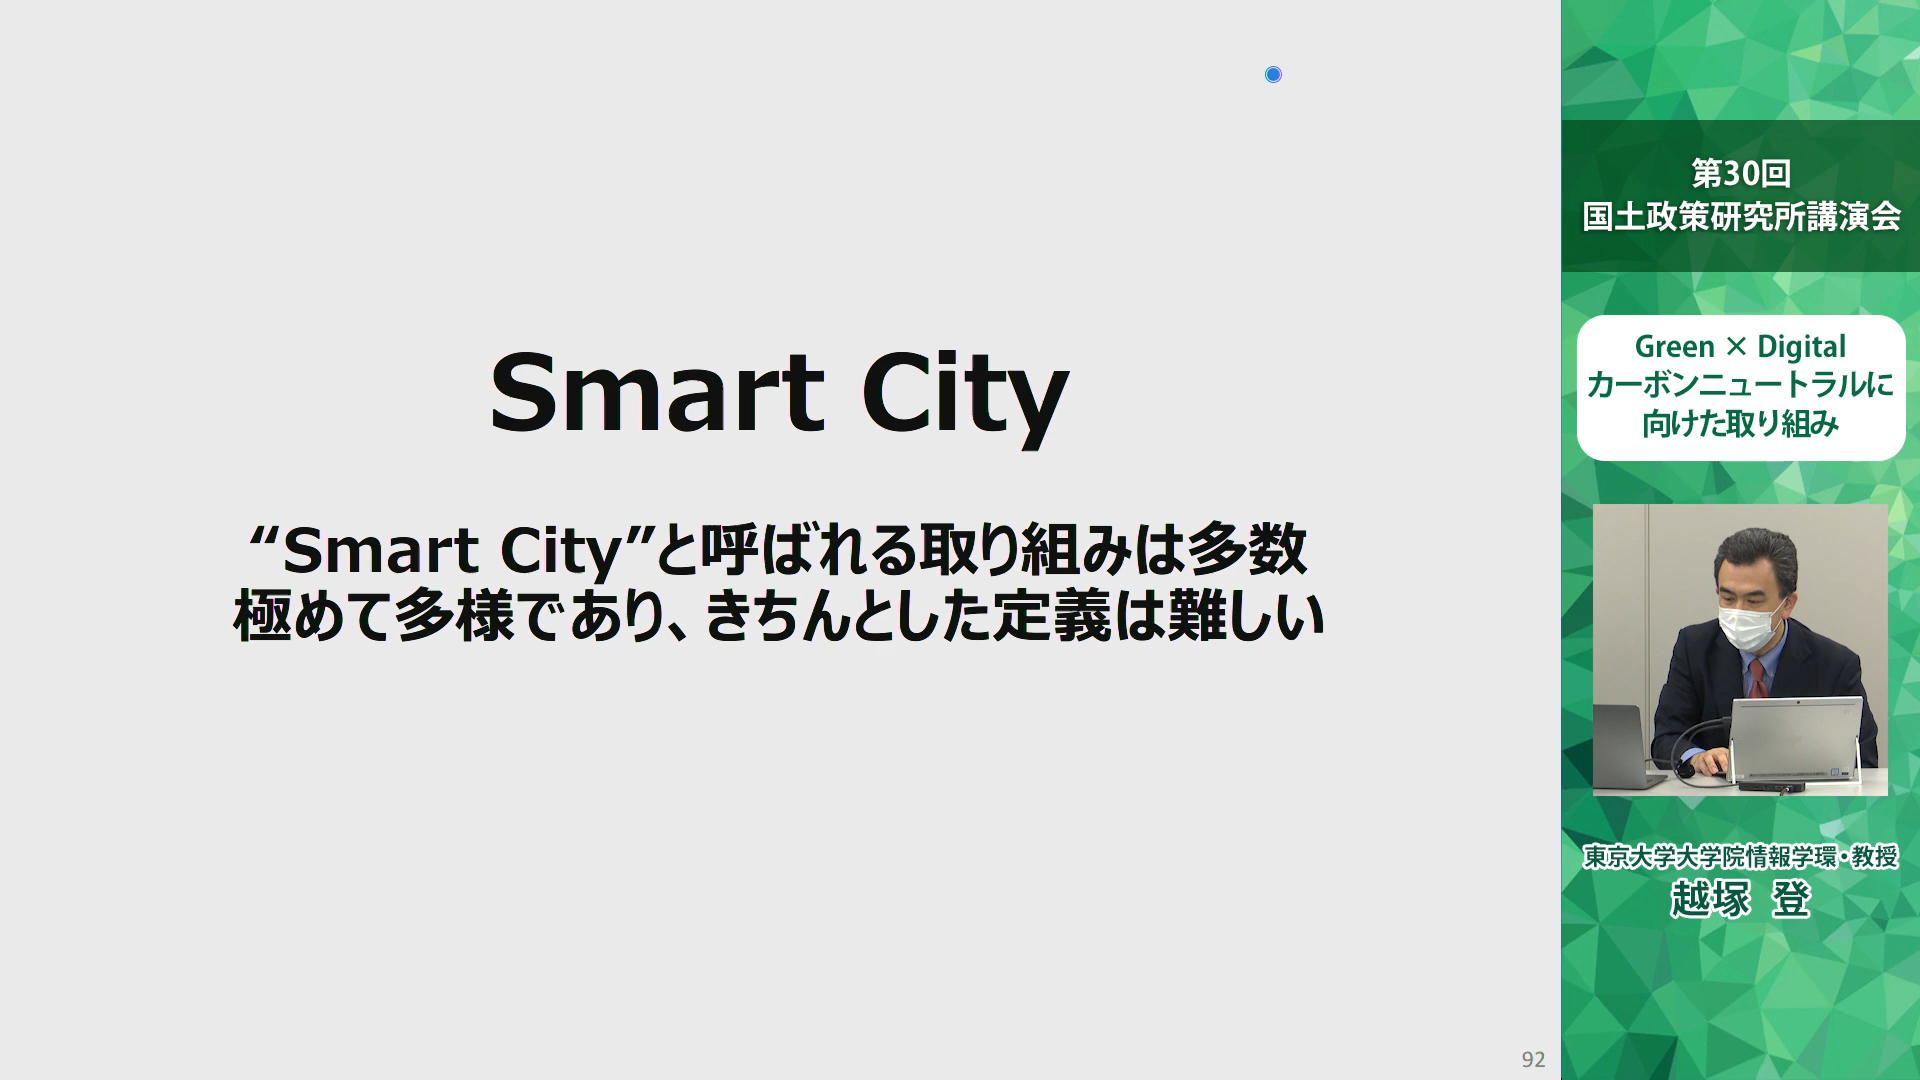 Smart City
“Smart City”と呼ばれる取り組みは多数
極めて多様であり、きちんとした定義は難しい
92
第30回
国土政策研究所講演会
Green × Digital
カーボンニュートラルに
向けた取り組み
東京大学大学院情報学環・教授
越塚 登